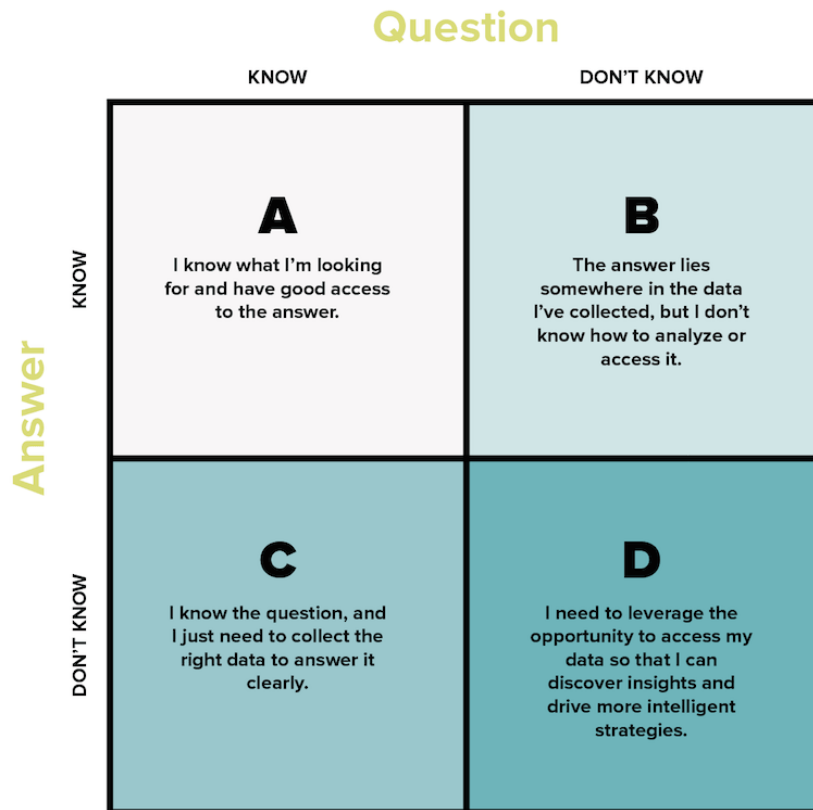 Question
KNOW
DON'T KNOW
Answer
KNOW
A
I know what I'm looking
for and have good access
to the answer.
B
The answer lies
somewhere in the data
I've collected, but I don't
know how to analyze or
access it.
DON'T KNOW
C
I know the question, and
I just need to collect the
right data to answer it
clearly.
D
I need to leverage the
opportunity to access my
data so that I can
discover insights and
drive more intelligent
strategies.